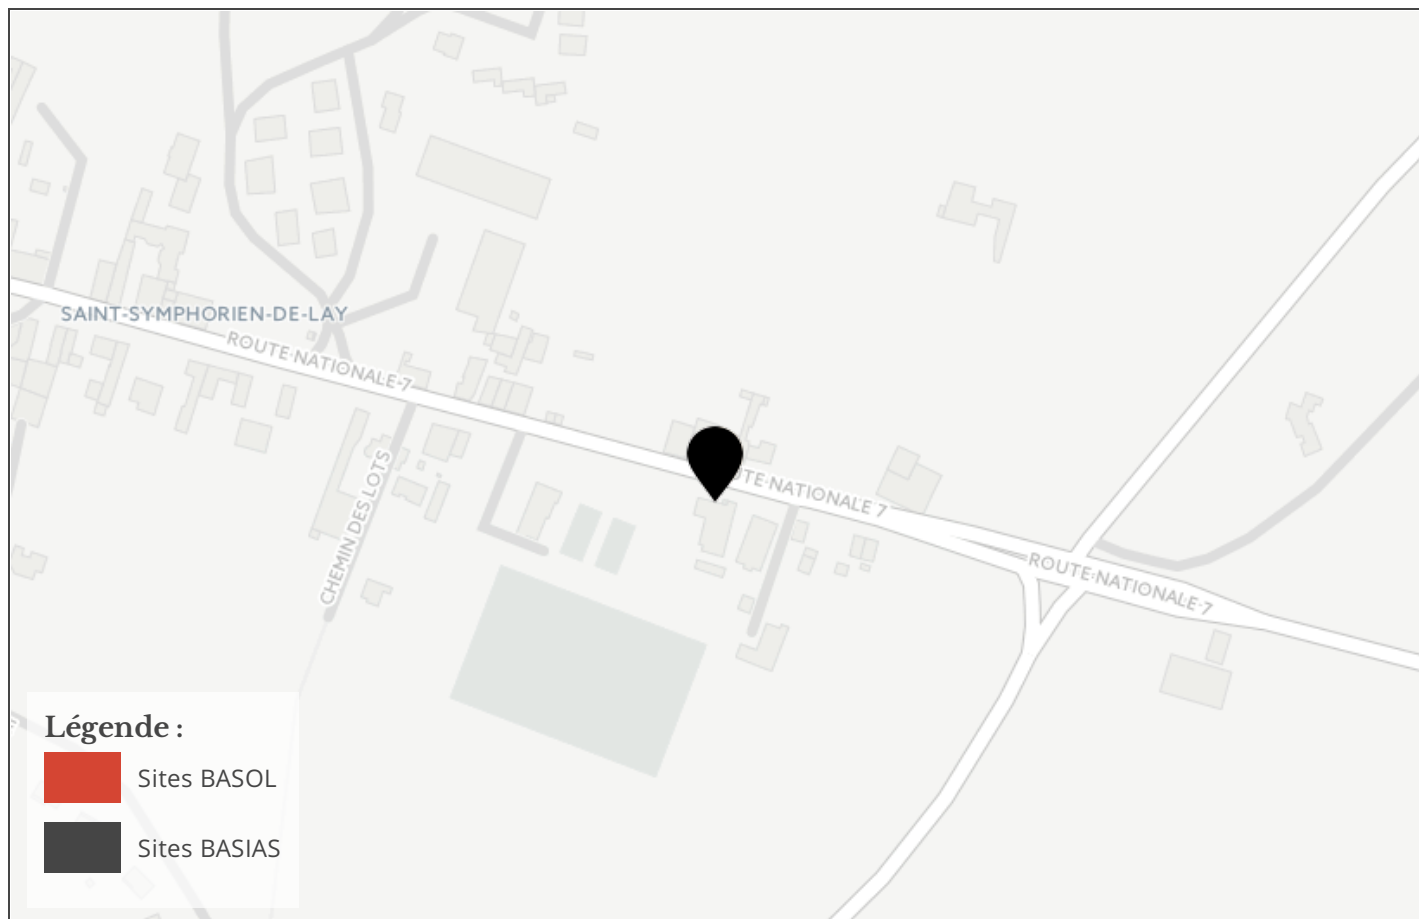 SAINT-SYMPHORIEN-DE-LAY
ROUTE NATIONALE 7
CHEMIN DES LOTS
UTE NATIONALE 7
ROUTE NATIONALE 7
Légende :
Sites BASOL
Sites BASIAS